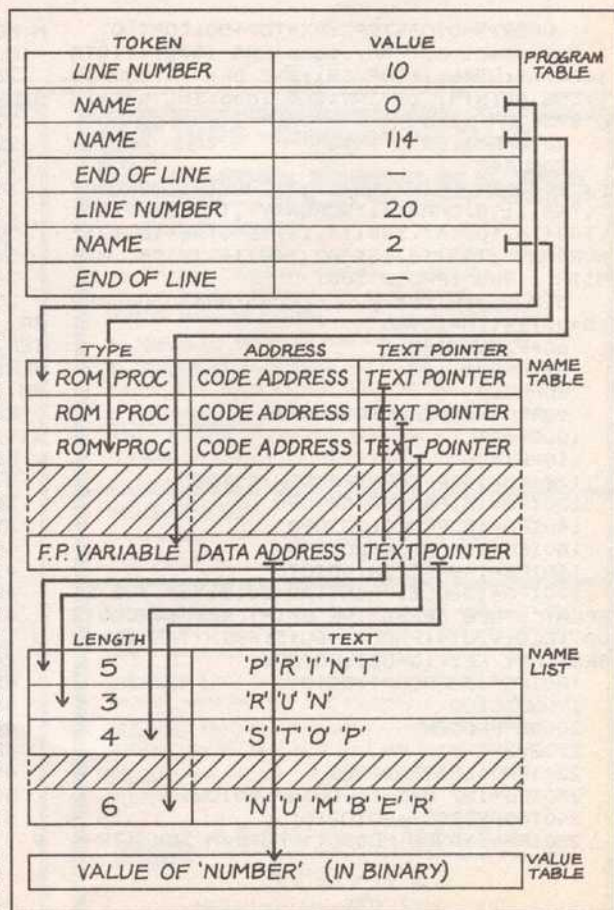 TOKEN VALUE
PROGRAM TABLE
LINE NUMBER 10
NAME 0
NAME 114
END OF LINE —
LINE NUMBER 20
NAME 2
END OF LINE —
TYPE ADDRESS TEXT POINTER
NAME TABLE
ROM PROC CODE ADDRESS TEXT POINTER
ROM PROC CODE ADDRESS TEXT POINTER
ROM PROC CODE ADDRESS TEXT POINTER
F.P. VARIABLE DATA ADDRESS TEXT POINTER
LENGTH TEXT
NAME LIST
5 'P' 'R' 'I' 'N' 'T'
3 'R' 'U' 'N'
4 'S' 'T' 'O' 'P'
6 'N' 'U' 'M' 'B' 'E' 'R'
VALUE OF 'NUMBER' (IN BINARY)
VALUE TABLE